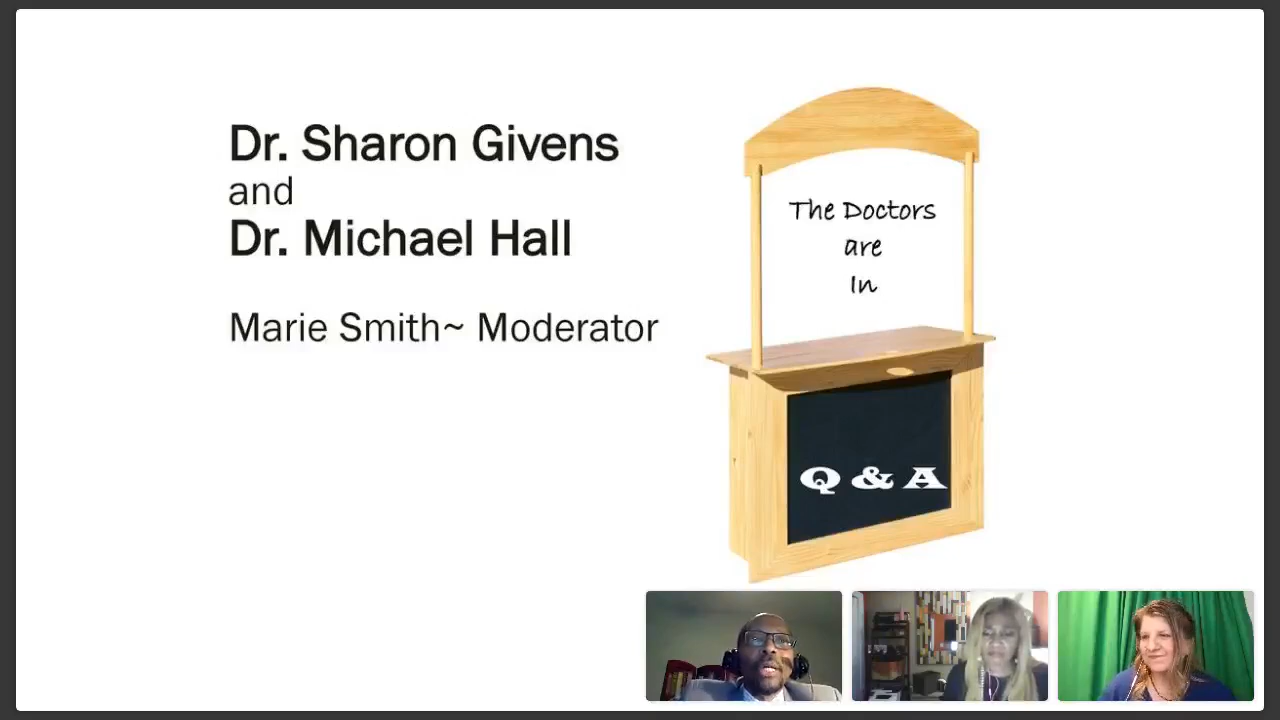 Dr. Sharon Givens
and
Dr. Michael Hall
Marie Smith~ Moderator
The Doctors
are
In
Q & A